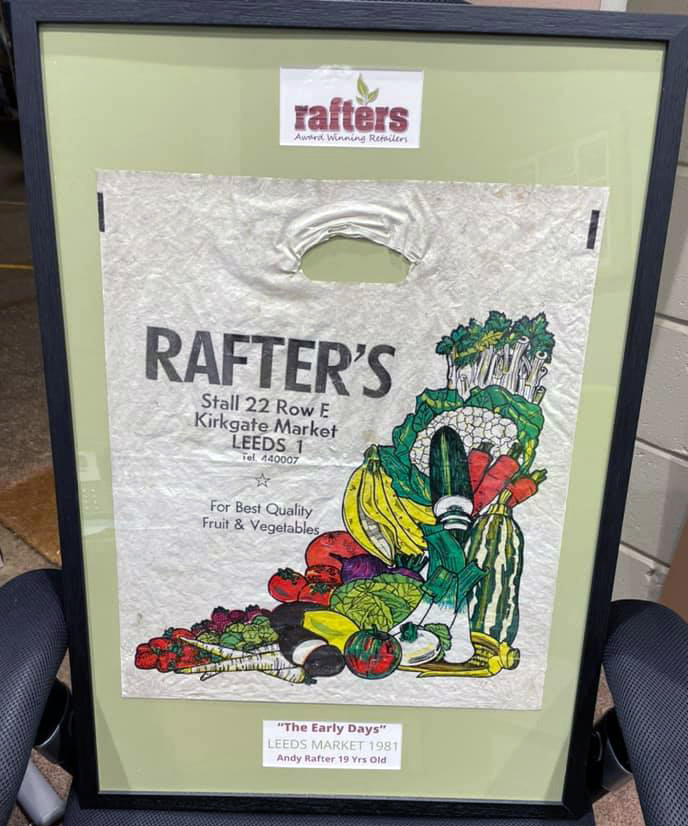 rafters
Award Winning Retailers
RAFTER'S
Stall 22 Row E
Kirkgate Market
LEEDS 1
Tel. 440007
For Best Quality
Fruit & Vegetables
"The Early Days"
LEEDS MARKET 1981
Andy Rafter 19 Yrs Old